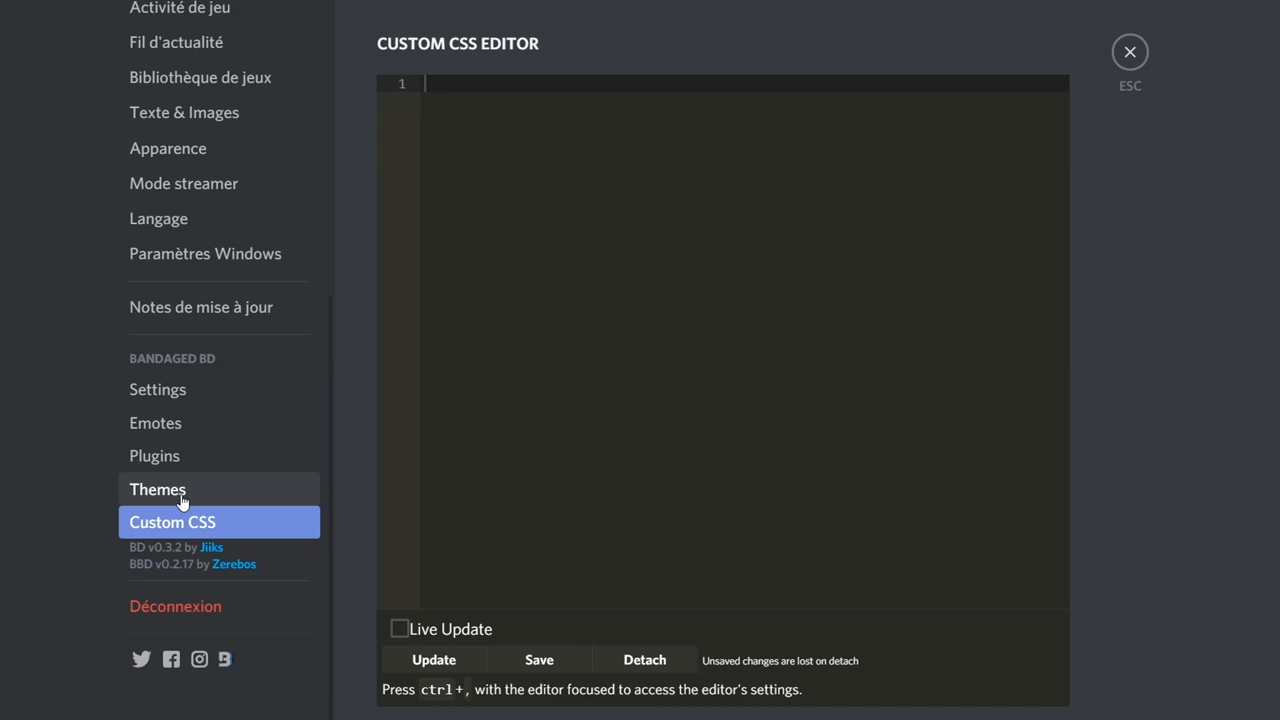 Activité de jeu
Fil d'actualité
Bibliothèque de jeux
Texte & Images
Apparence
Mode streamer
Langage
Paramètres Windows
Notes de mise à jour
BANDAGED BD
Settings
Emotes
Plugins
Themes
Custom CSS
BD v0.3.2 by Jiiks
BBD v0.2.17 by Zerebos
Déconnexion
CUSTOM CSS EDITOR
1
Live Update
Update Save Detach Unsaved changes are lost on detach
Press ctrl+, with the editor focused to access the editor's settings.
ESC